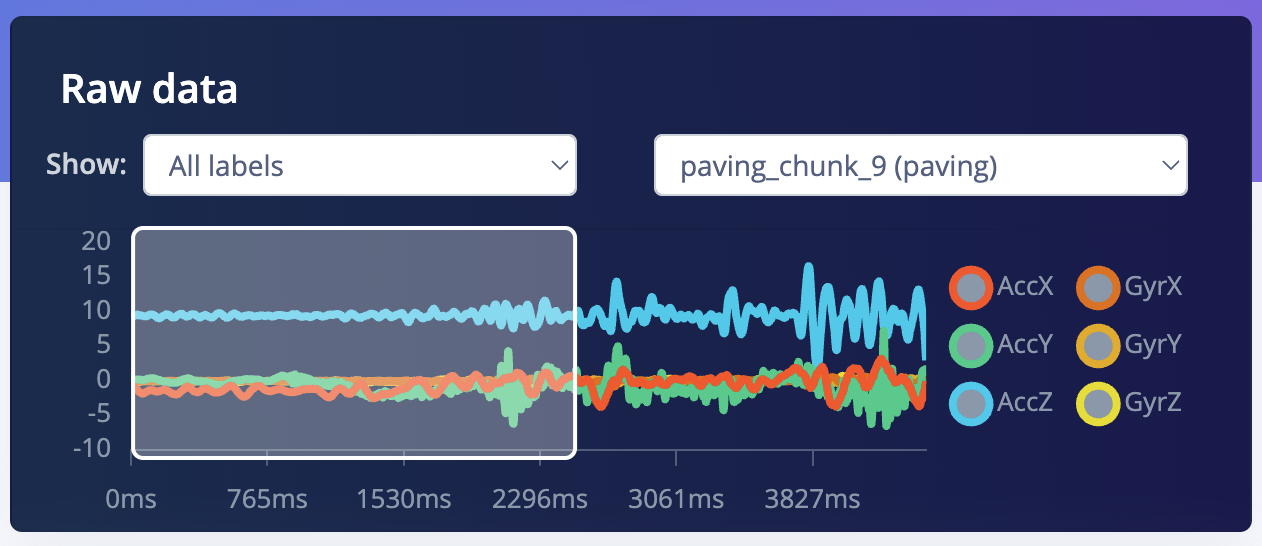 Raw data
Show: All labels paving_chunk_9 (paving)
20
15
10
5
0
-5
-10
0ms 765ms 1530ms 2296ms 3061ms 3827ms
AccX GyrX
AccY GyrY
AccZ GyrZ